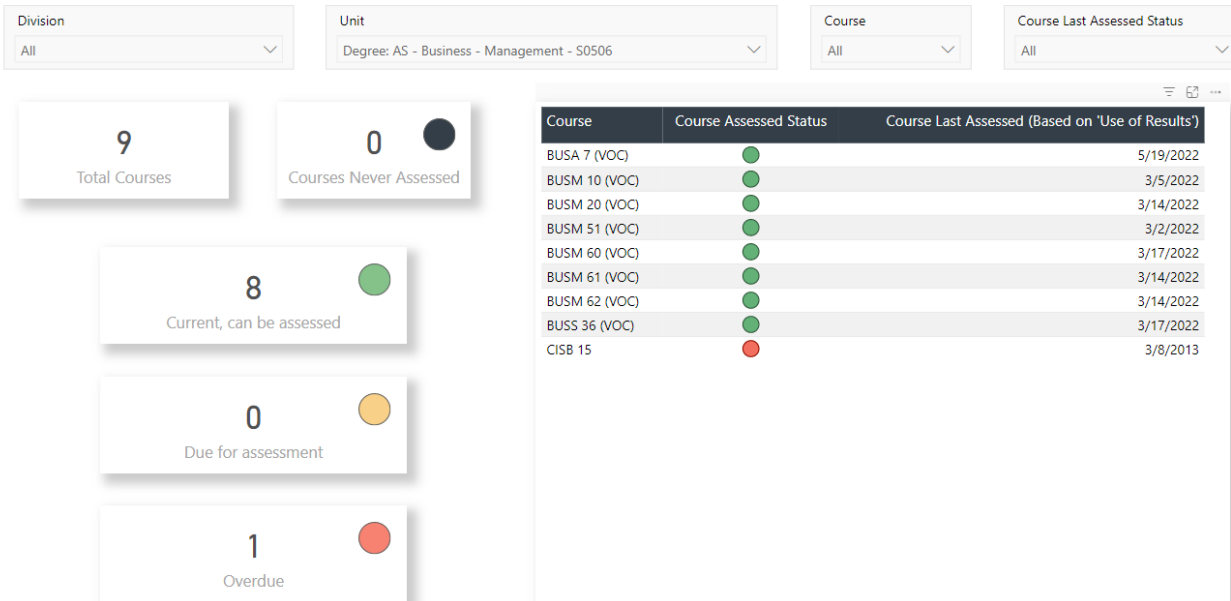 Division
Unit
Course
Course Last Assessed Status
All
Degree: AS - Business - Management - S0506
All
All
9
Total Courses
0
Courses Never Assessed
8
Current, can be assessed
0
Due for assessment
1
Overdue
Course Course Assessed Status Course Last Assessed (Based on 'Use of Results')
BUSA 7 (VOC) 5/19/2022
BUSM 10 (VOC) 3/5/2022
BUSM 20 (VOC) 3/14/2022
BUSM 51 (VOC) 3/2/2022
BUSM 60 (VOC) 3/17/2022
BUSM 61 (VOC) 3/14/2022
BUSM 62 (VOC) 3/14/2022
BUSS 36 (VOC) 3/17/2022
CISB 15 3/8/2013